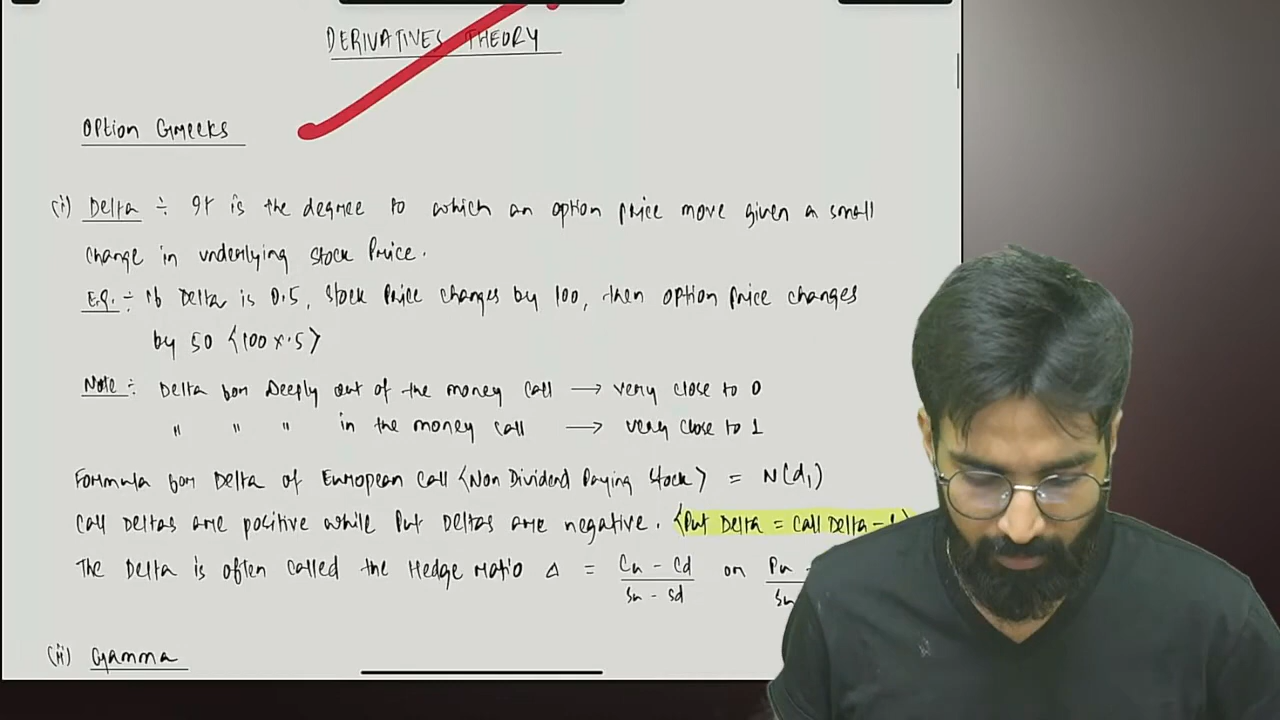 DERIVATIVES THEORY
Option Greeks
(i) Delta ÷ It is the degree to which an option price move given a small
change in underlying stock Price.
E.g. ÷ If Delta is 0.5, Stock Price changes by 100, then option price changes
by 50 <100 x .5>
Note ÷ Delta for Deeply out of the money call → very close to 0
" " " in the money call → very close to 1
Formula for Delta of European Call <Non Dividend Paying Stock> = N(d₁)
Call Deltas are positive while Put Deltas are negative. <Put Delta = Call Delta -
The Delta is often called the Hedge Ratio Δ = Cu - Cd or Pu -
Su - Sd Su
(ii) Gamma